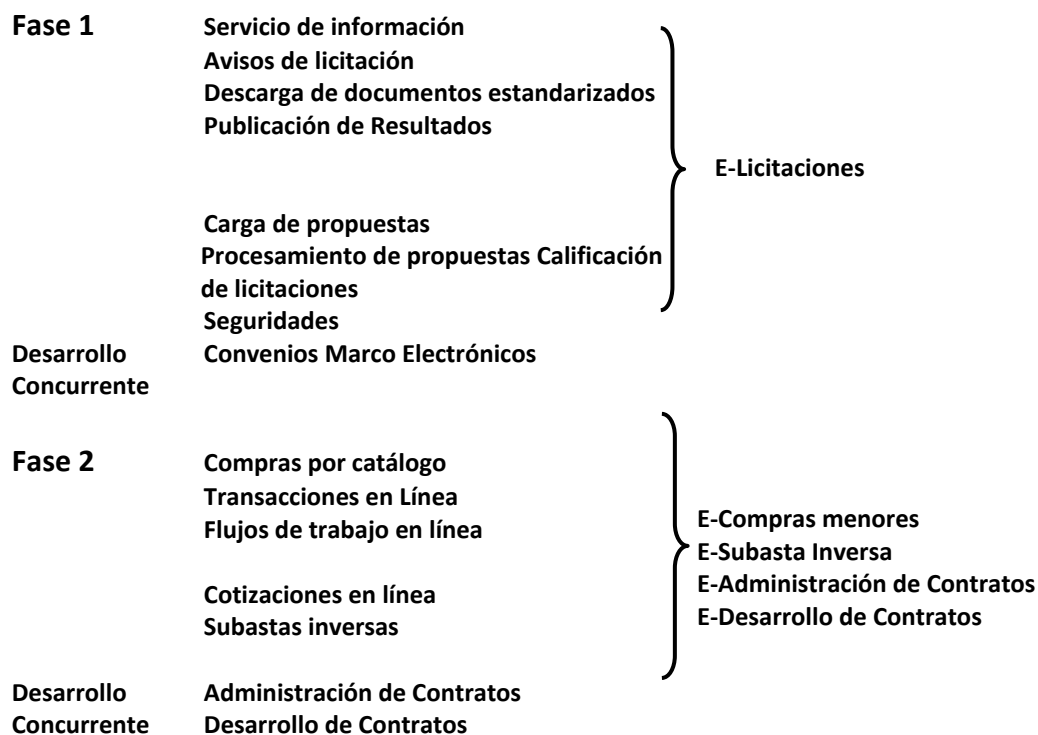 Fase 1 Servicio de información
Avisos de licitación
Descarga de documentos estandarizados
Publicación de Resultados
E-Licitaciones
Carga de propuestas
Procesamiento de propuestas Calificación
de licitaciones
Seguridades
Desarrollo Convenios Marco Electrónicos
Concurrente
Fase 2 Compras por catálogo
Transacciones en Línea
Flujos de trabajo en línea
E-Compras menores
E-Subasta Inversa
E-Administración de Contratos
E-Desarrollo de Contratos
Cotizaciones en línea
Subastas inversas
Desarrollo Administración de Contratos
Concurrente Desarrollo de Contratos